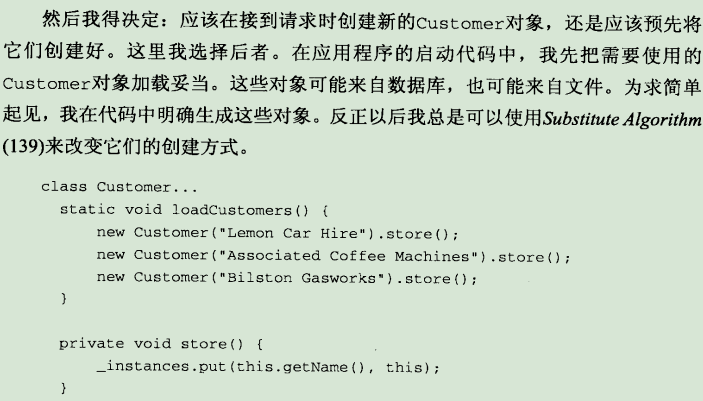 然后我得决定：应该在接到请求时创建新的Customer对象，还是应该预先将
它们创建好。这里我选择后者。在应用程序的启动代码中，我先把需要使用的
Customer对象加载妥当。这些对象可能来自数据库，也可能来自文件。为求简单
起见，我在代码中明确生成这些对象。反正以后我总是可以使用Substitute Algorithm
(139)来改变它们的创建方式。
class Customer...
static void loadCustomers() {
new Customer("Lemon Car Hire").store();
new Customer("Associated Coffee Machines").store();
new Customer("Bilston Gasworks").store();
}
private void store() {
_instances.put(this.getName(), this);
}